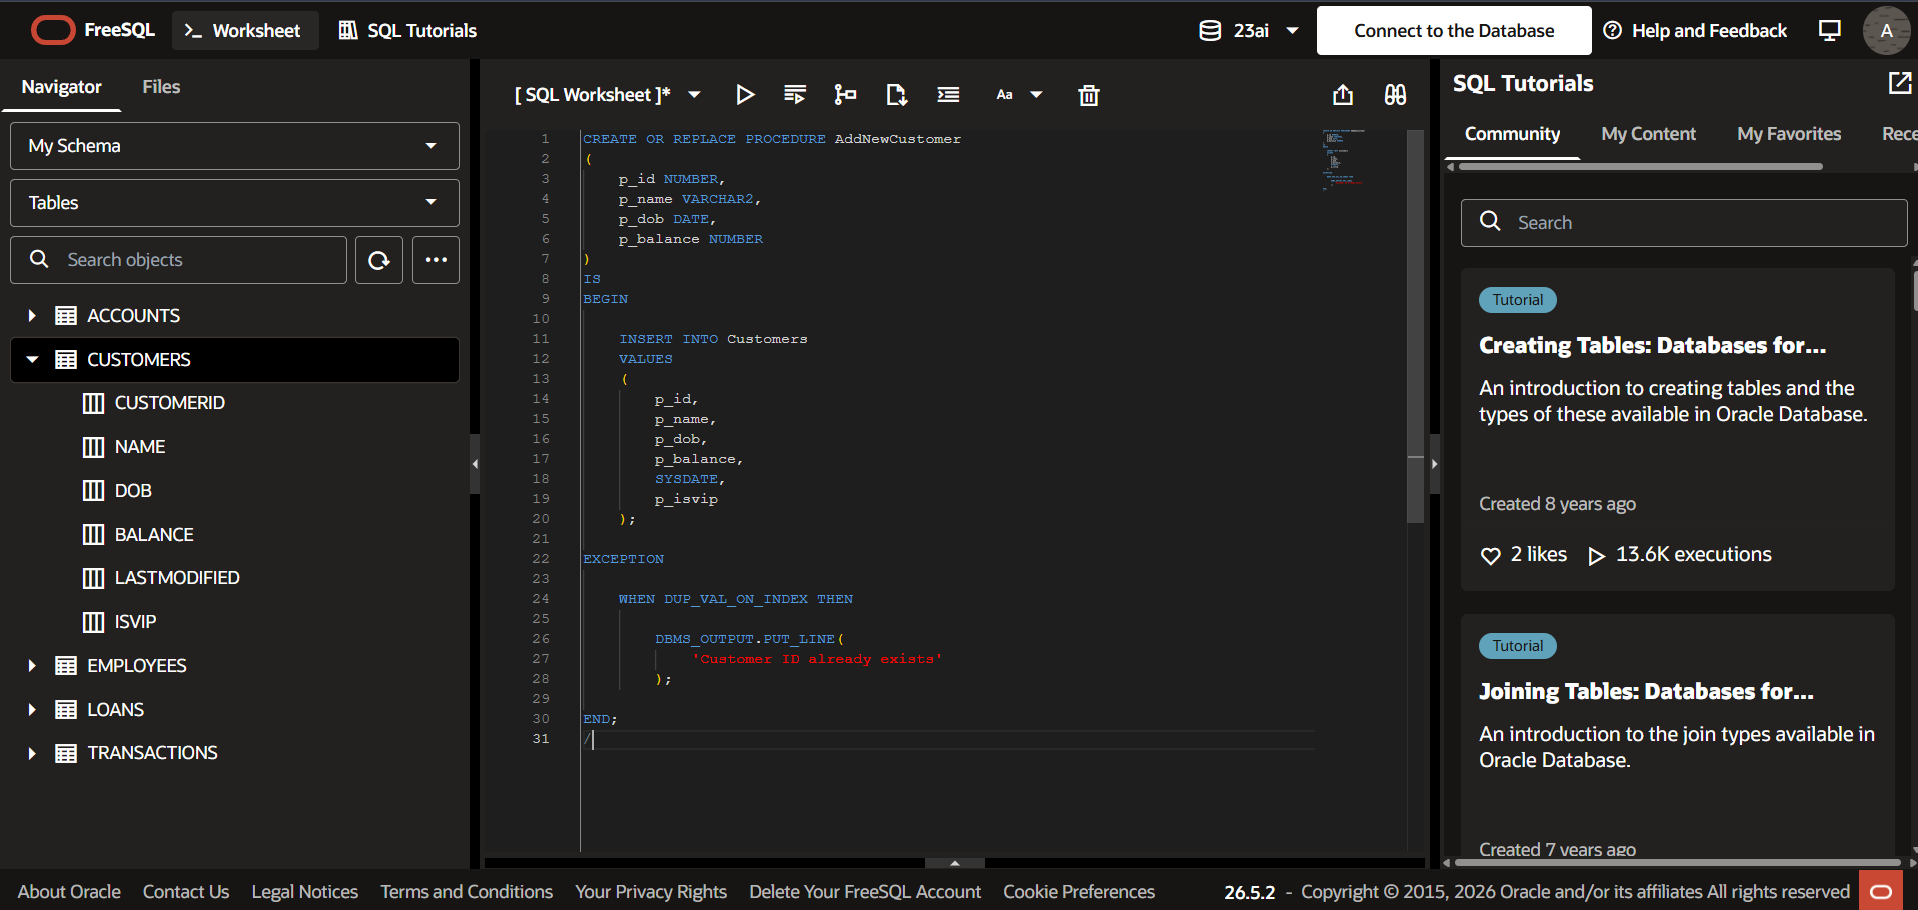 FreeSQL
Worksheet
SQL Tutorials
23ai
Connect to the Database
Help and Feedback
A
Navigator
Files
My Schema
Tables
Search objects
ACCOUNTS
CUSTOMERS
CUSTOMERID
NAME
DOB
BALANCE
LASTMODIFIED
ISVIP
EMPLOYEES
LOANS
TRANSACTIONS
[ SQL Worksheet ]*
Aa
1 CREATE OR REPLACE PROCEDURE AddNewCustomer
2 (
3 p_id NUMBER,
4 p_name VARCHAR2,
5 p_dob DATE,
6 p_balance NUMBER
7 )
8 IS
9 BEGIN
10
11 INSERT INTO Customers
12 VALUES
13 (
14 p_id,
15 p_name,
16 p_dob,
17 p_balance,
18 SYSDATE,
19 p_isvip
20 );
21
22 EXCEPTION
23
24 WHEN DUP_VAL_ON_INDEX THEN
25
26 DBMS_OUTPUT.PUT_LINE(
27 'Customer ID already exists'
28 );
29
30 END;
31 /
SQL Tutorials
Community
My Content
My Favorites
Rece
Search
Tutorial
Creating Tables: Databases for...
An introduction to creating tables and the
types of these available in Oracle Database.
Created 8 years ago
2 likes
13.6K executions
Tutorial
Joining Tables: Databases for...
An introduction to the join types available in
Oracle Database.
Created 7 years ago
About Oracle
Contact Us
Legal Notices
Terms and Conditions
Your Privacy Rights
Delete Your FreeSQL Account
Cookie Preferences
26.5.2 - Copyright © 2015, 2026 Oracle and/or its affiliates All rights reserved